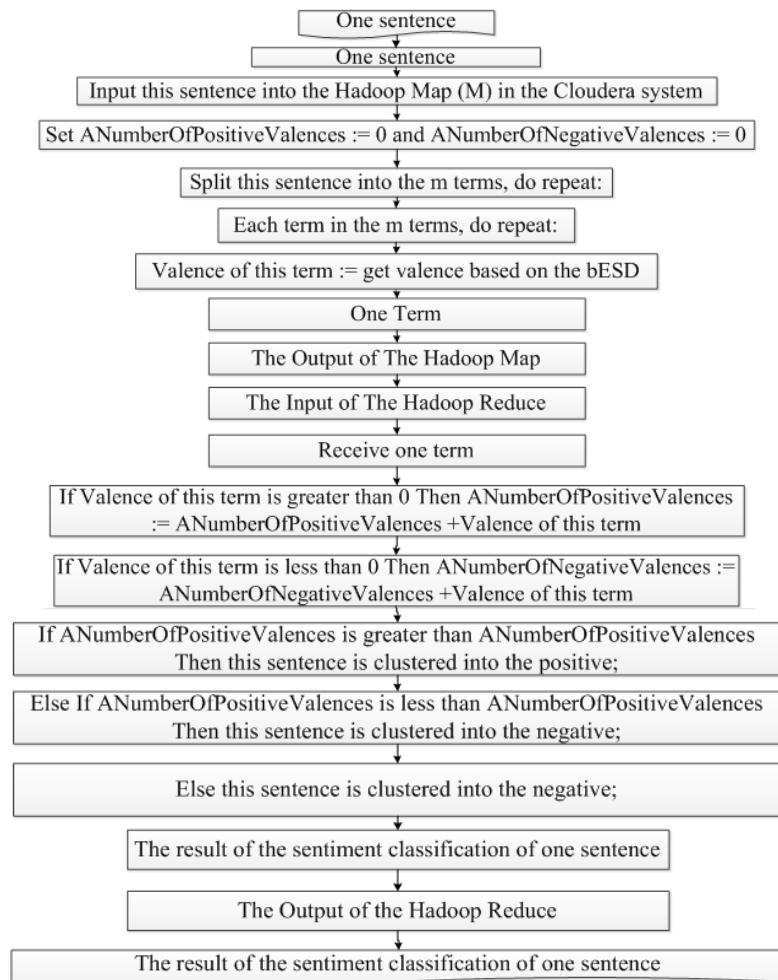 One sentence
One sentence
Input this sentence into the Hadoop Map (M) in the Cloudera system
Set ANumberOfPositiveValences := 0 and ANumberOfNegativeValences := 0
Split this sentence into the m terms, do repeat:
Each term in the m terms, do repeat:
Valence of this term := get valence based on the bESD
One Term
The Output of The Hadoop Map
The Input of The Hadoop Reduce
Receive one term
If Valence of this term is greater than 0 Then ANumberOfPositiveValences
:= ANumberOfPositiveValences +Valence of this term
If Valence of this term is less than 0 Then ANumberOfNegativeValences :=
ANumberOfNegativeValences +Valence of this term
If ANumberOfPositiveValences is greater than ANumberOfPositiveValences
Then this sentence is clustered into the positive;
Else If ANumberOfPositiveValences is less than ANumberOfPositiveValences
Then this sentence is clustered into the negative;
Else this sentence is clustered into the negative;
The result of the sentiment classification of one sentence
The Output of the Hadoop Reduce
The result of the sentiment classification of one sentence